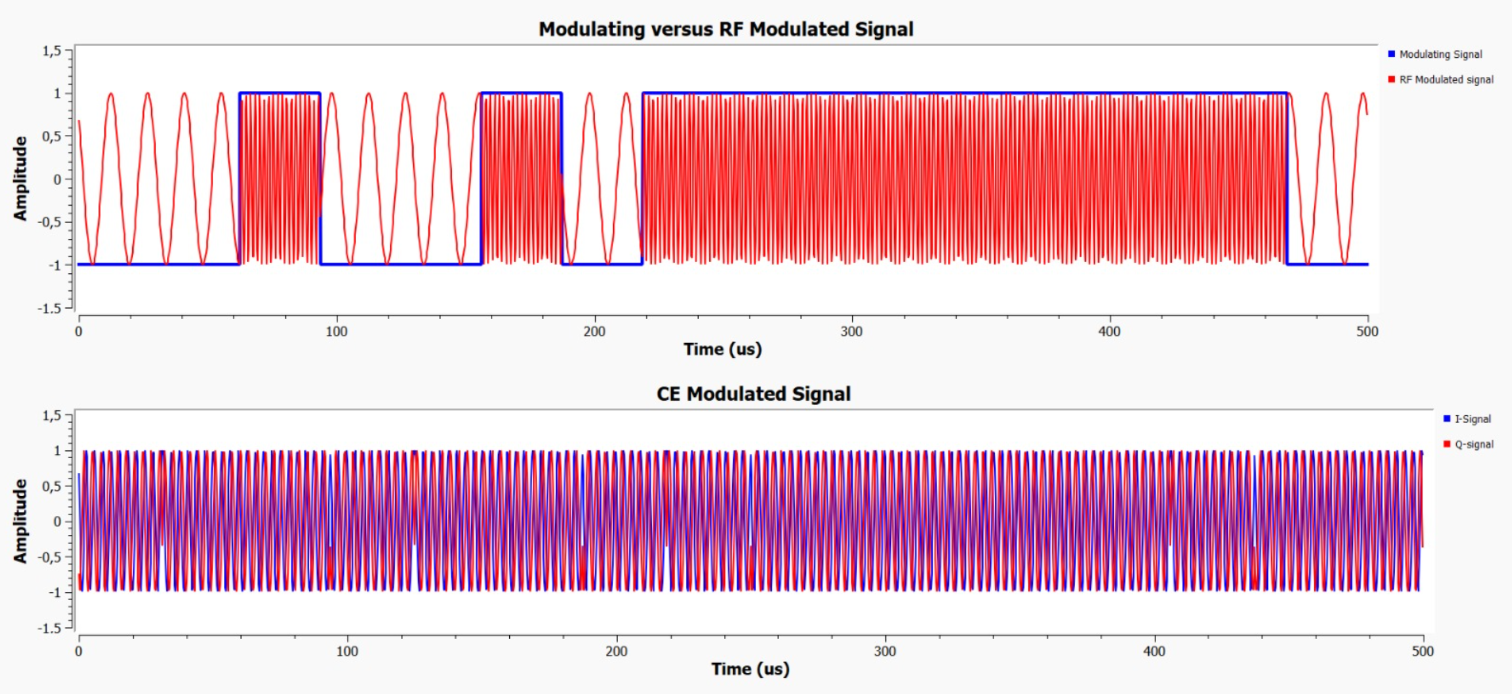 Modulating versus RF Modulated Signal
1,5
1
0,5
0
-0,5
-1
-1.5
Amplitude
0 100 200 300 400 500
Time (us)
Modulating Signal
RF Modulated signal
CE Modulated Signal
1,5
1
0,5
0
-0,5
-1
-1.5
Amplitude
0 100 200 300 400 500
Time (us)
I-Signal
Q-signal